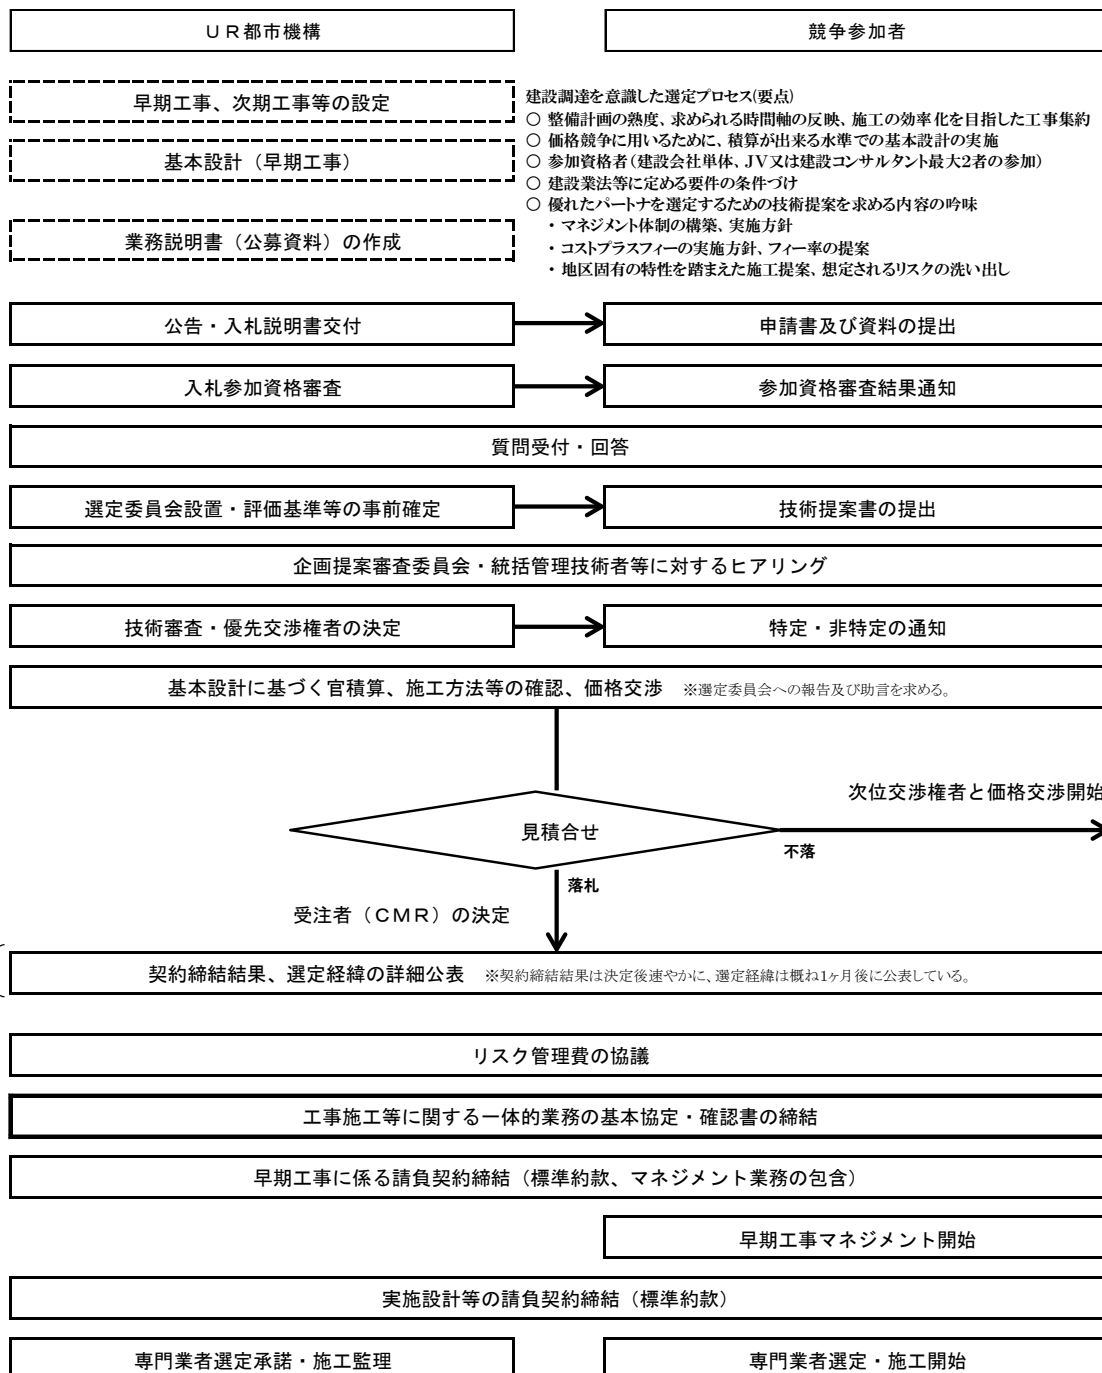 ＵＲ都市機構
競争参加者
早期工事、次期工事等の設定
基本設計（早期工事）
業務説明書（公募資料）の作成
建設調達を意識した選定プロセス(要点)
○ 整備計画の熟度、求められる時間軸の反映、施工の効率化を目指した工事集約
○ 価格競争に用いるために、積算が出来る水準での基本設計の実施
○ 参加資格者（建設会社単体、JV又は建設コンサルタント最大2者の参加）
○ 建設業法等に定める要件の条件づけ
○ 優れたパートナを選定するための技術提案を求める内容の吟味
・マネジメント体制の構築、実施方針
・コストプラスフィーの実施方針、フィー率の提案
・地区固有の特性を踏まえた施工提案、想定されるリスクの洗い出し
公告・入札説明書交付
申請書及び資料の提出
入札参加資格審査
参加資格審査結果通知
質問受付・回答
選定委員会設置・評価基準等の事前確定
技術提案書の提出
企画提案審査委員会・統括管理技術者等に対するヒアリング
技術審査・優先交渉権者の決定
特定・非特定の通知
基本設計に基づく官積算、施工方法等の確認、価格交渉　※選定委員会への報告及び助言を求める。
次位交渉権者と価格交渉開始
見積合せ
不落
落札
受注者（ＣＭＲ）の決定
契約締結結果、選定経緯の詳細公表　※契約締結結果は決定後速やかに、選定経緯は概ね1ヶ月後に公表している。
リスク管理費の協議
工事施工等に関する一体的業務の基本協定・確認書の締結
早期工事に係る請負契約締結（標準約款、マネジメント業務の包含）
早期工事マネジメント開始
実施設計等の請負契約締結（標準約款）
専門業者選定承諾・施工監理
専門業者選定・施工開始